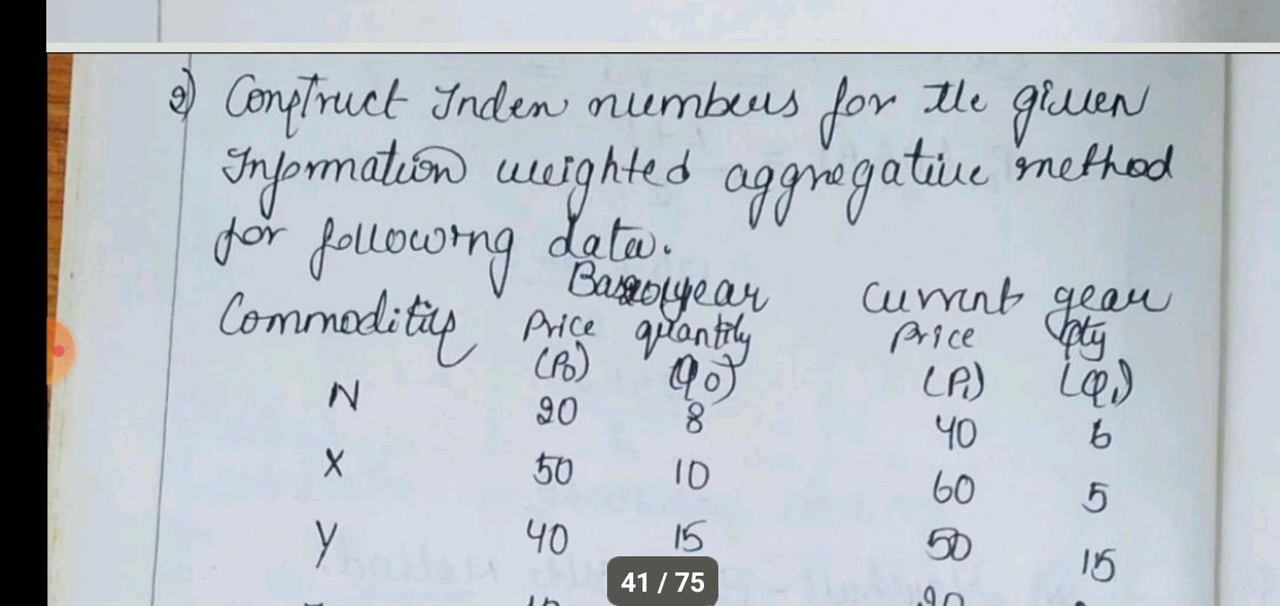 2) Construct Inden numbers for the given
Information weighted aggregative method
for following data.
Base year Current year
Commodity Price quantity Price Qty
(P0) (q0) (P1) (Q1)
N 20 8 40 6
X 50 10 60 5
Y 40 15 50 15
20
41 / 75